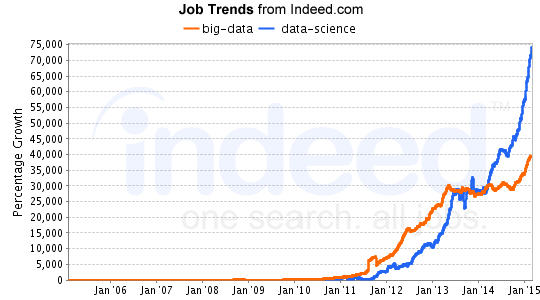 Job Trends from Indeed.com
big-data data-science
75,000
70,000
65,000
60,000
55,000
50,000
45,000
40,000
35,000
30,000
25,000
20,000
15,000
10,000
5,000
0
Percentage Growth
indeed™
one search. all jobs.
Jan '06 Jan '07 Jan '08 Jan '09 Jan '10 Jan '11 Jan '12 Jan '13 Jan '14 Jan '15